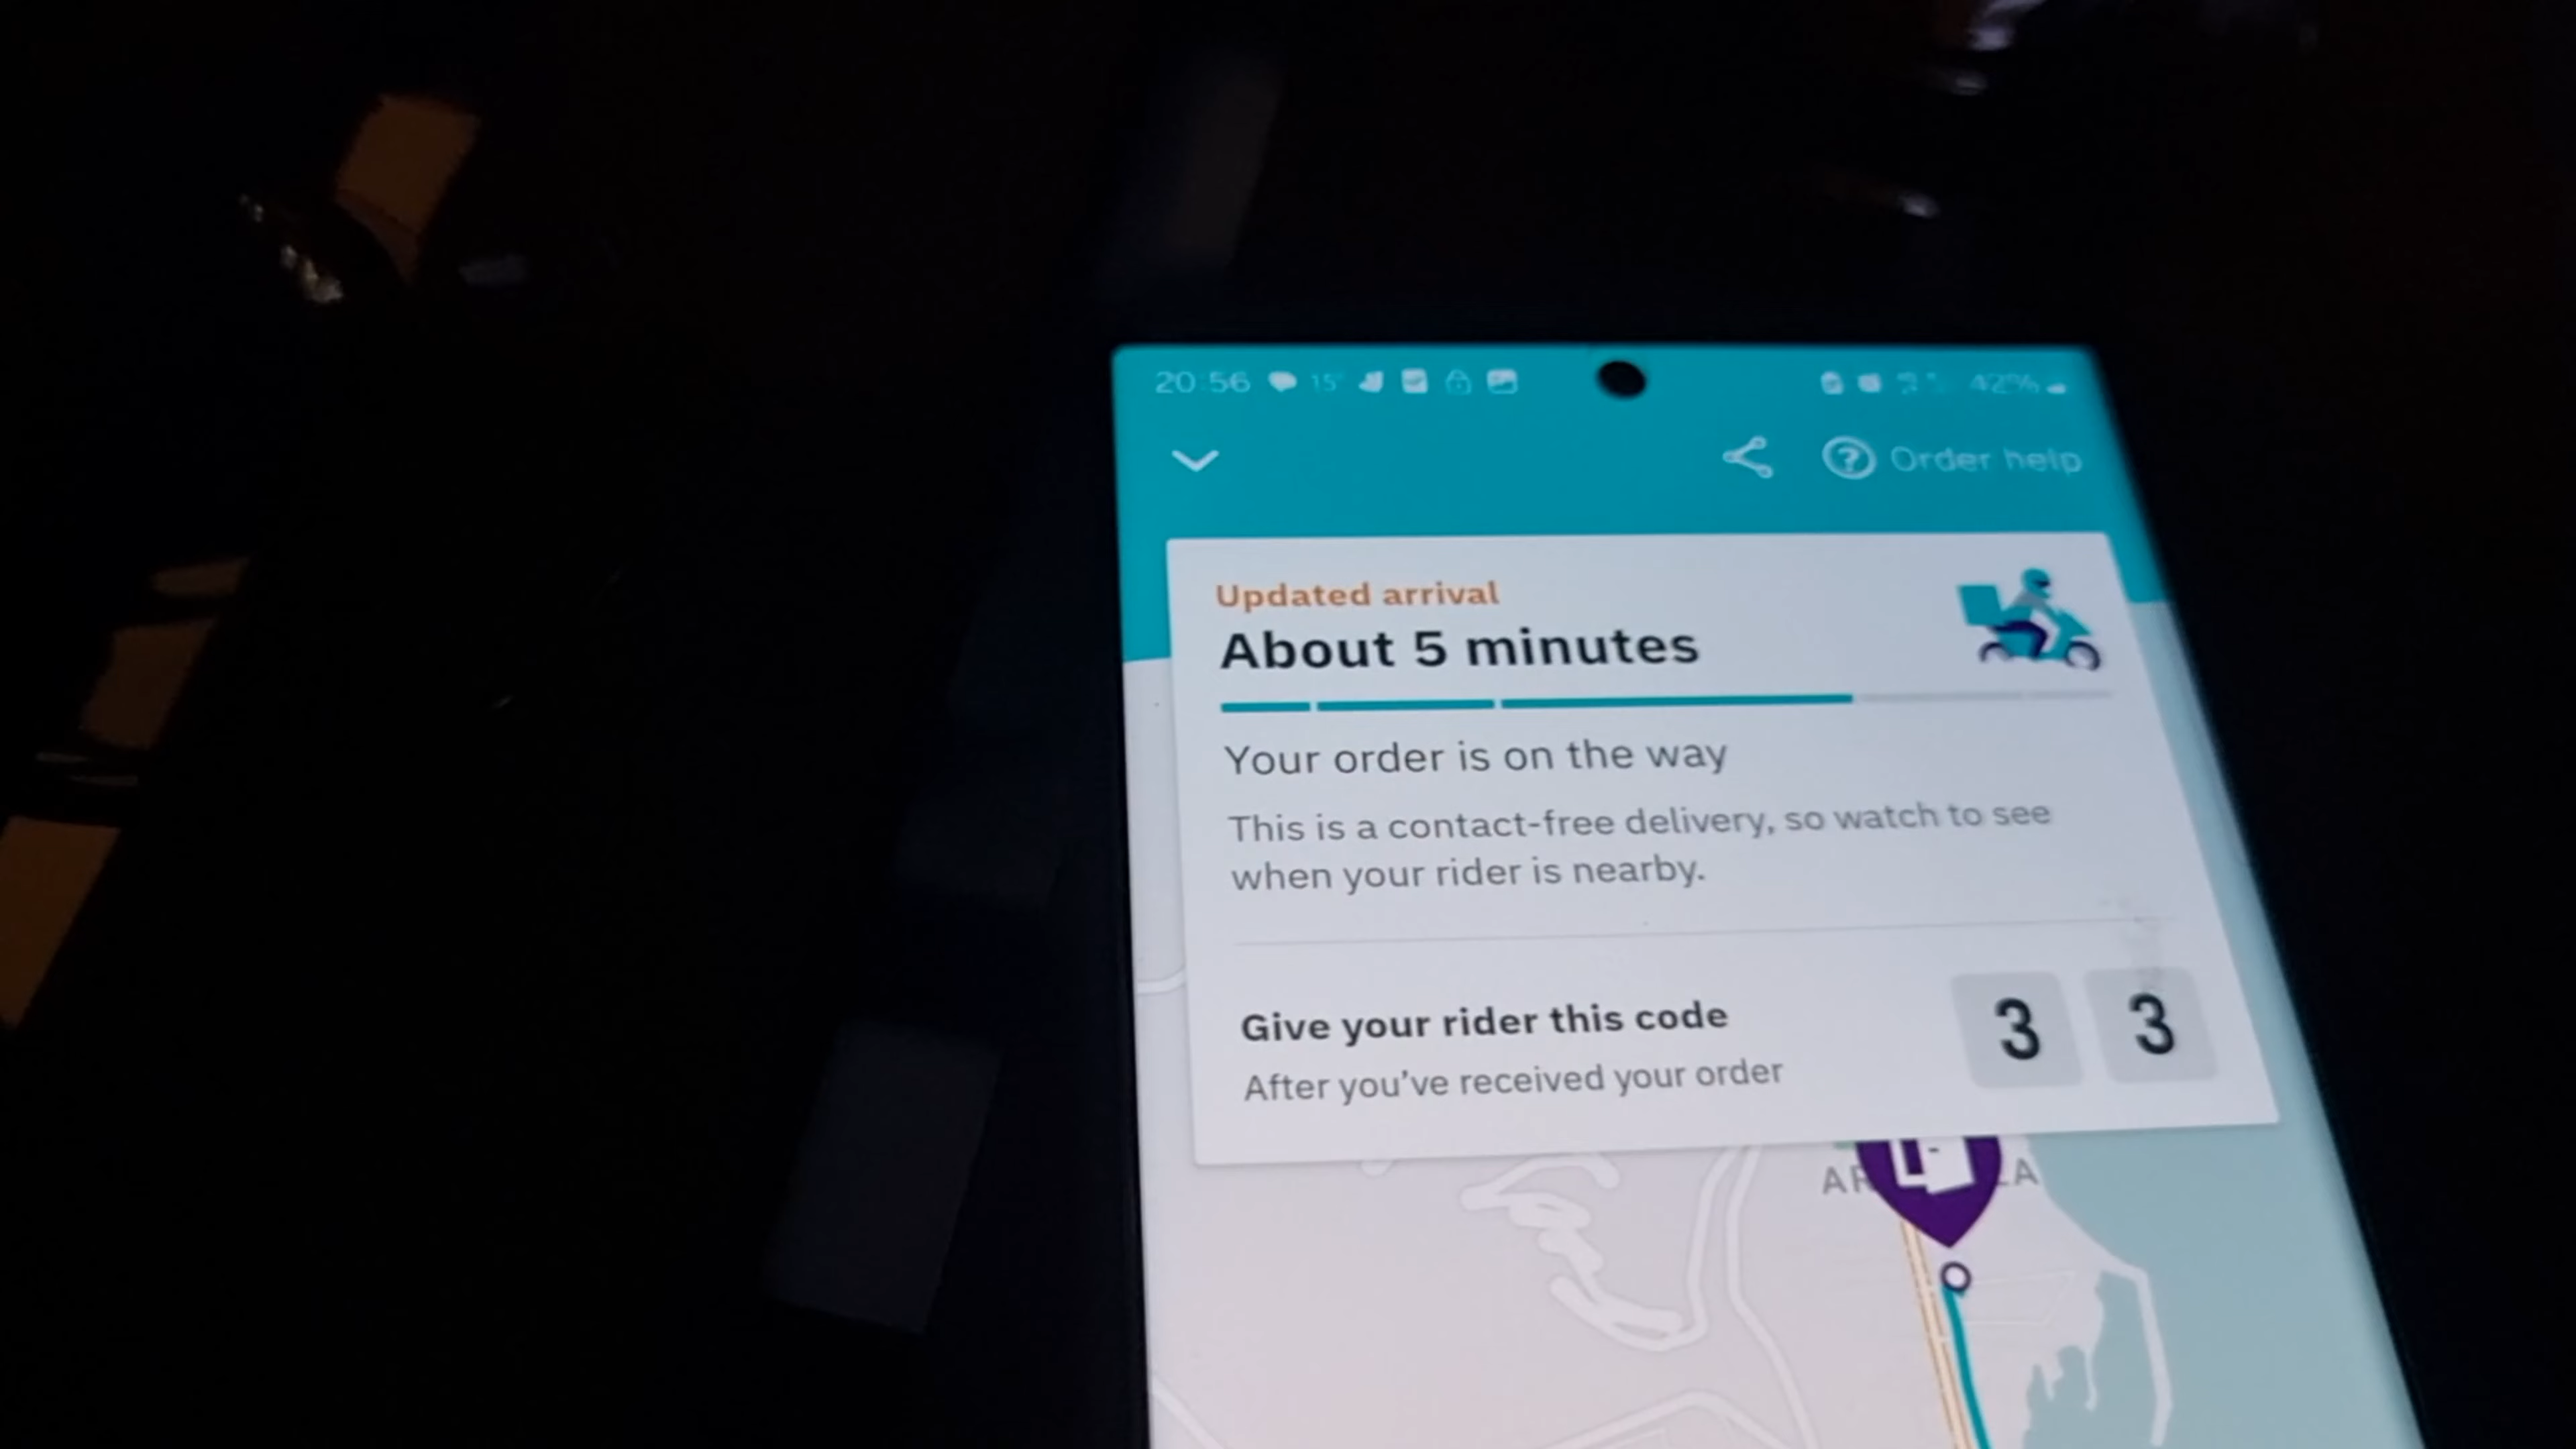 20:56 15° 42%
Order help
Updated arrival
About 5 minutes
Your order is on the way
This is a contact-free delivery, so watch to see
when your rider is nearby.
Give your rider this code
3 3
After you've received your order